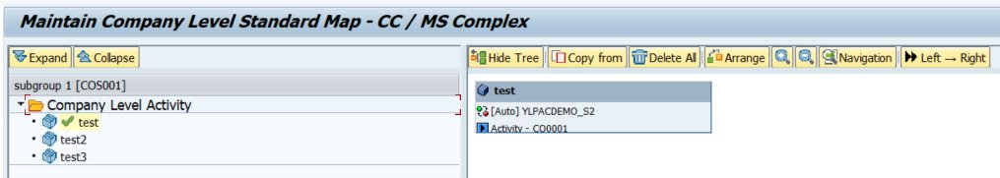 Maintain Company Level Standard Map - CC / MS Complex
Expand Collapse
Hide Tree Copy from Delete All Arrange Navigation Left → Right
subgroup 1 [COS001]
Company Level Activity
test
test2
test3
test
[Auto] YLPACDEMO_S2
Activity - CO0001